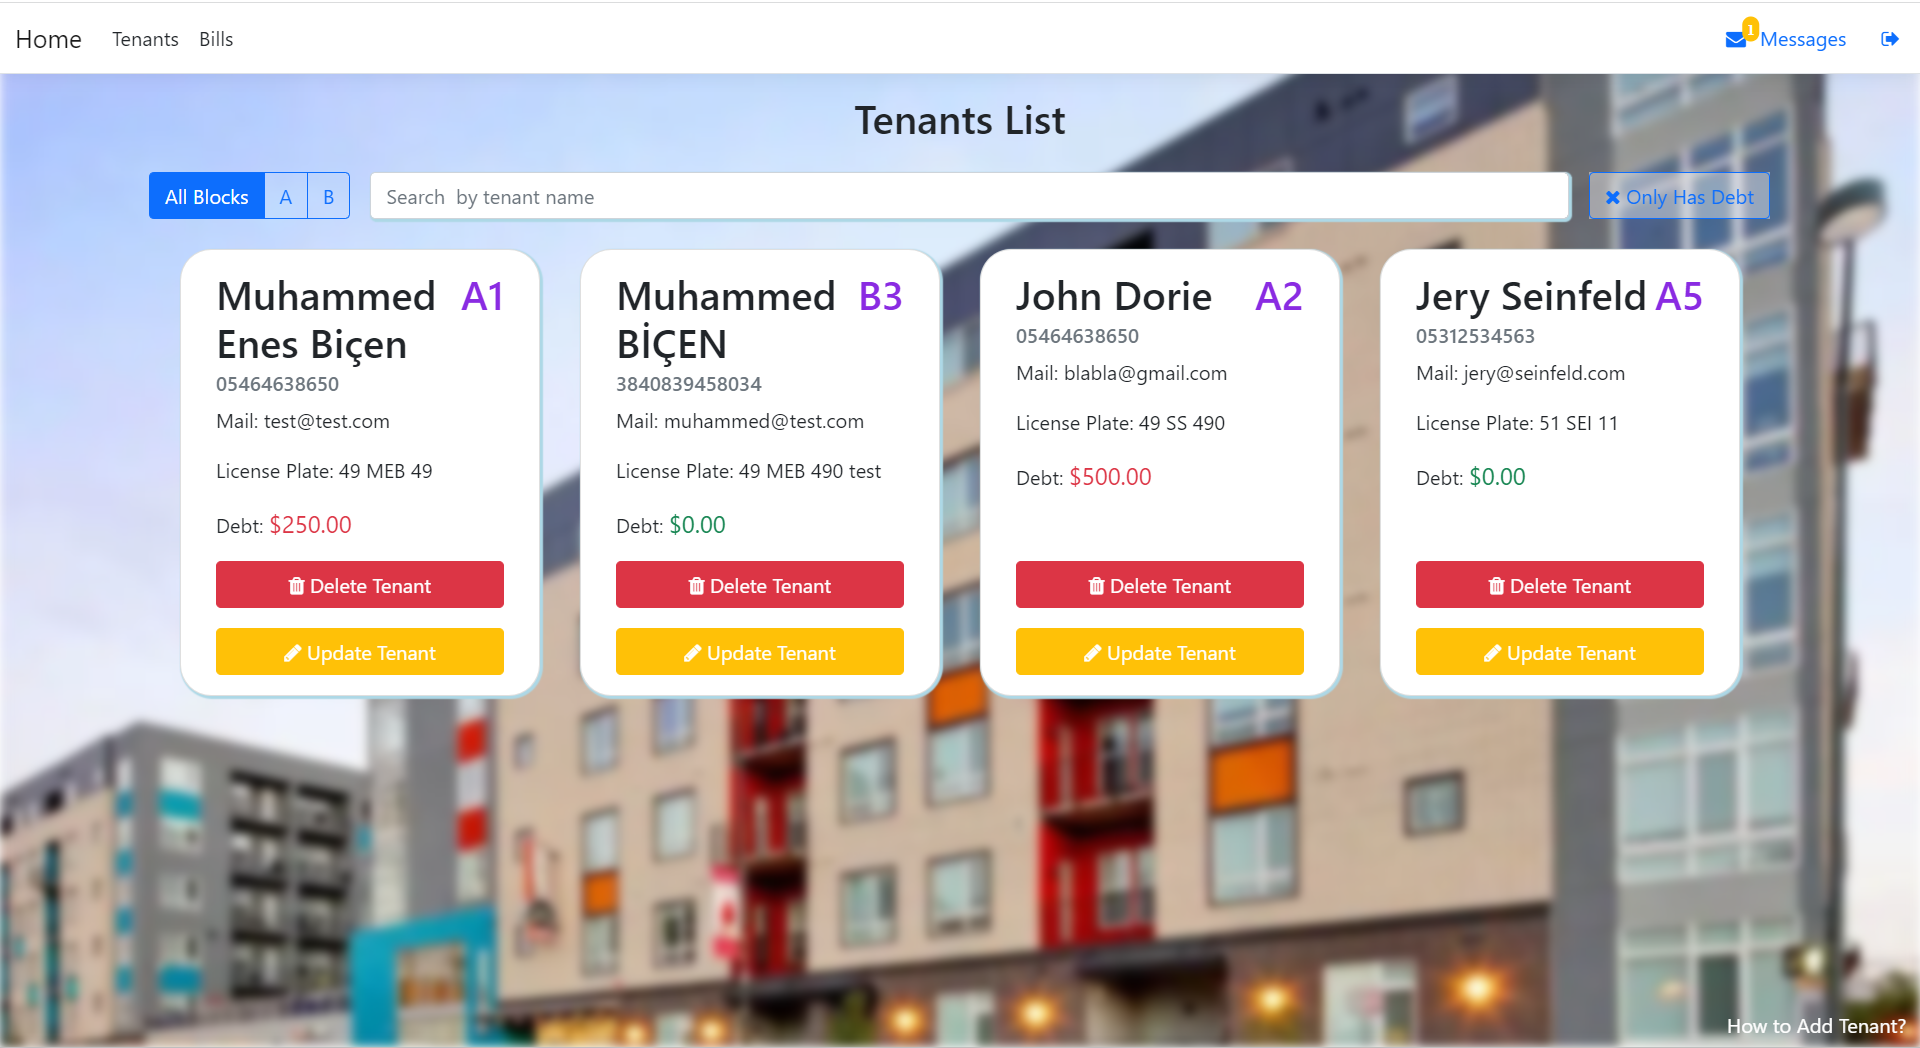 Home Tenants Bills 1 Messages
Tenants List
All Blocks A B Search  by tenant name Only Has Debt
Muhammed Enes Biçen A1
05464638650
Mail: test@test.com
License Plate: 49 MEB 49
Debt: $250.00
Delete Tenant
Update Tenant
Muhammed BİÇEN B3
3840839458034
Mail: muhammed@test.com
License Plate: 49 MEB 490 test
Debt: $0.00
Delete Tenant
Update Tenant
John Dorie A2
05464638650
Mail: blabla@gmail.com
License Plate: 49 SS 490
Debt: $500.00
Delete Tenant
Update Tenant
Jery Seinfeld A5
05312534563
Mail: jery@seinfeld.com
License Plate: 51 SEI 11
Debt: $0.00
Delete Tenant
Update Tenant
How to Add Tenant?